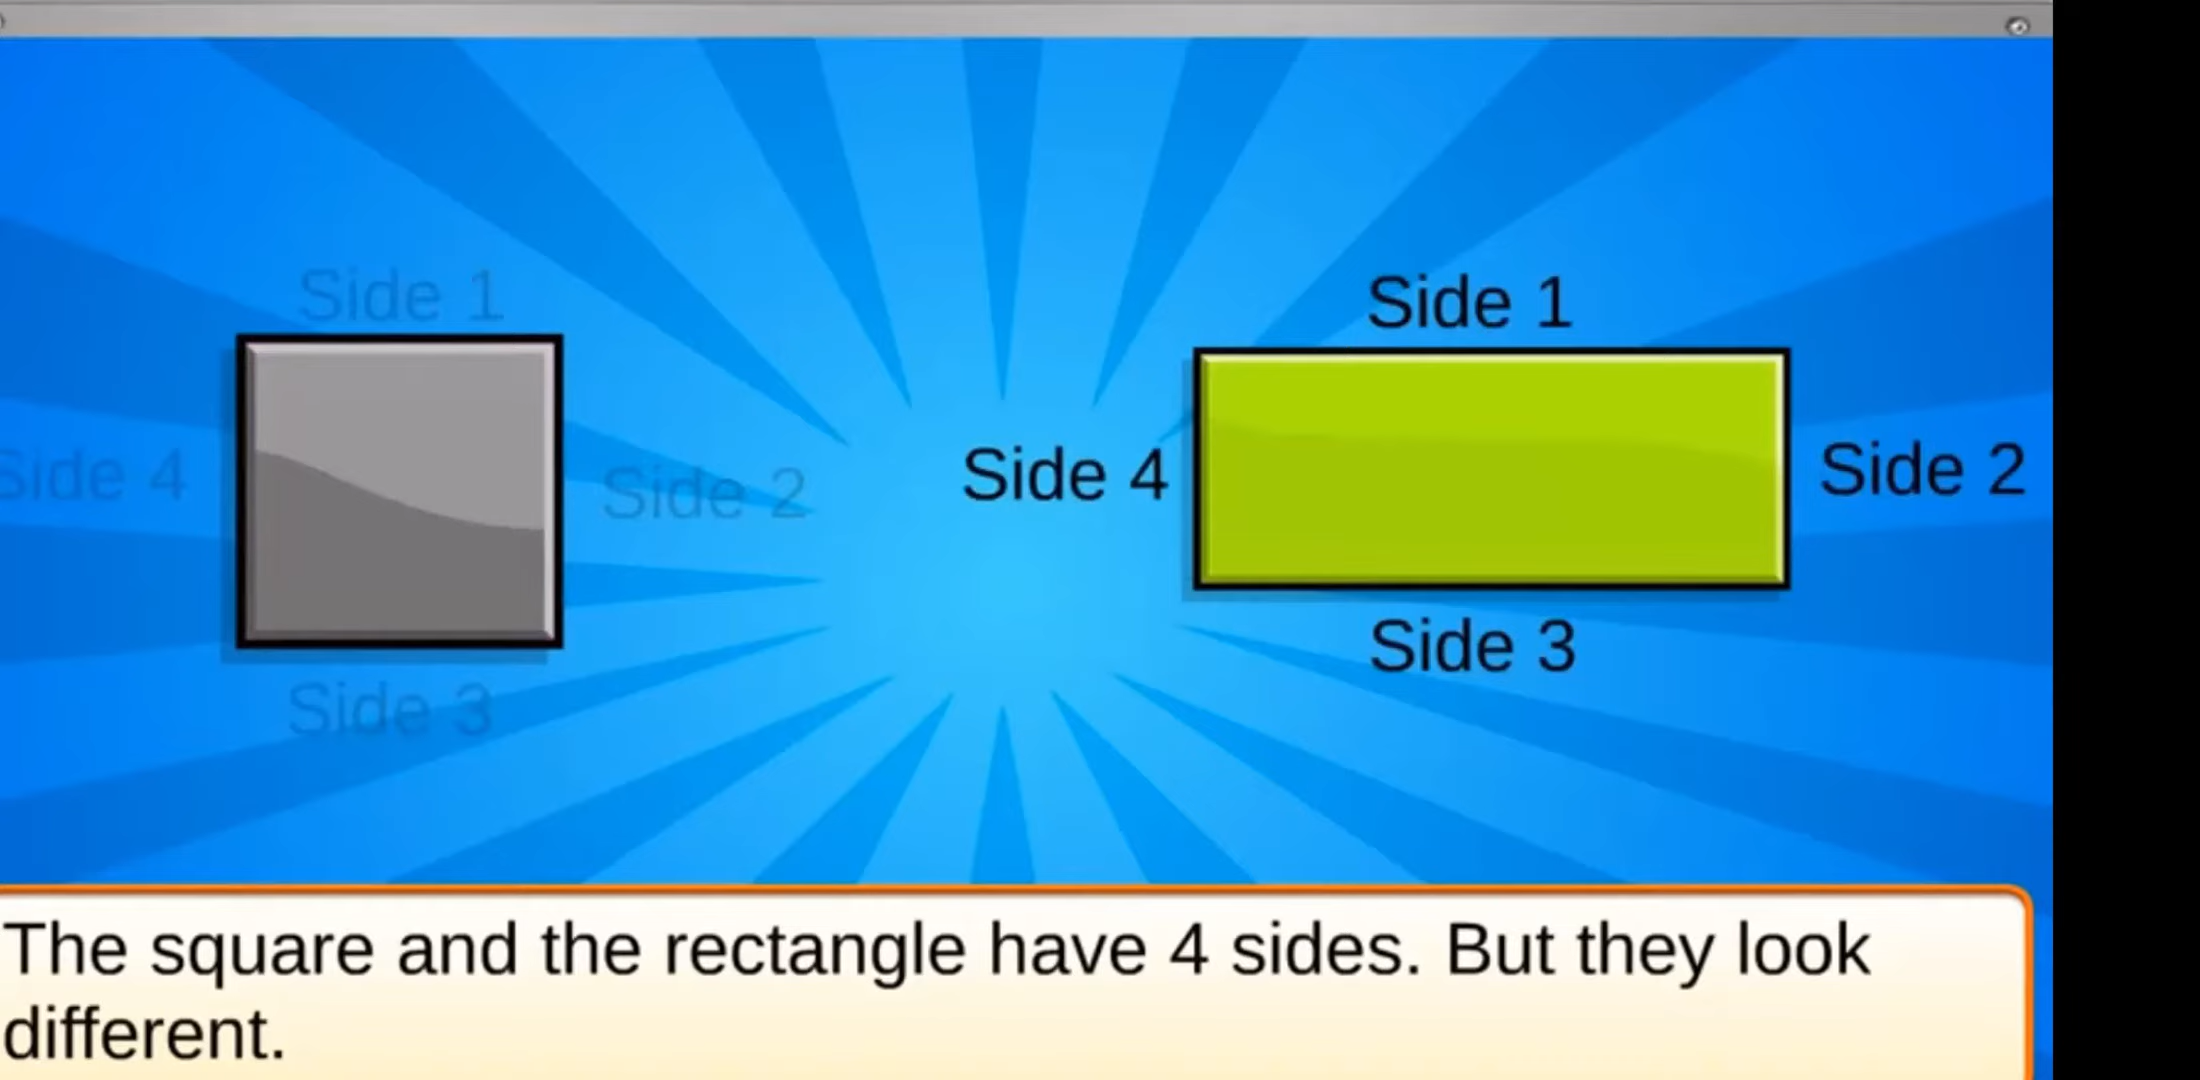 Side 1
Side 4
Side 2
Side 3
Side 1
Side 4
Side 2
Side 3
The square and the rectangle have 4 sides. But they look
different.